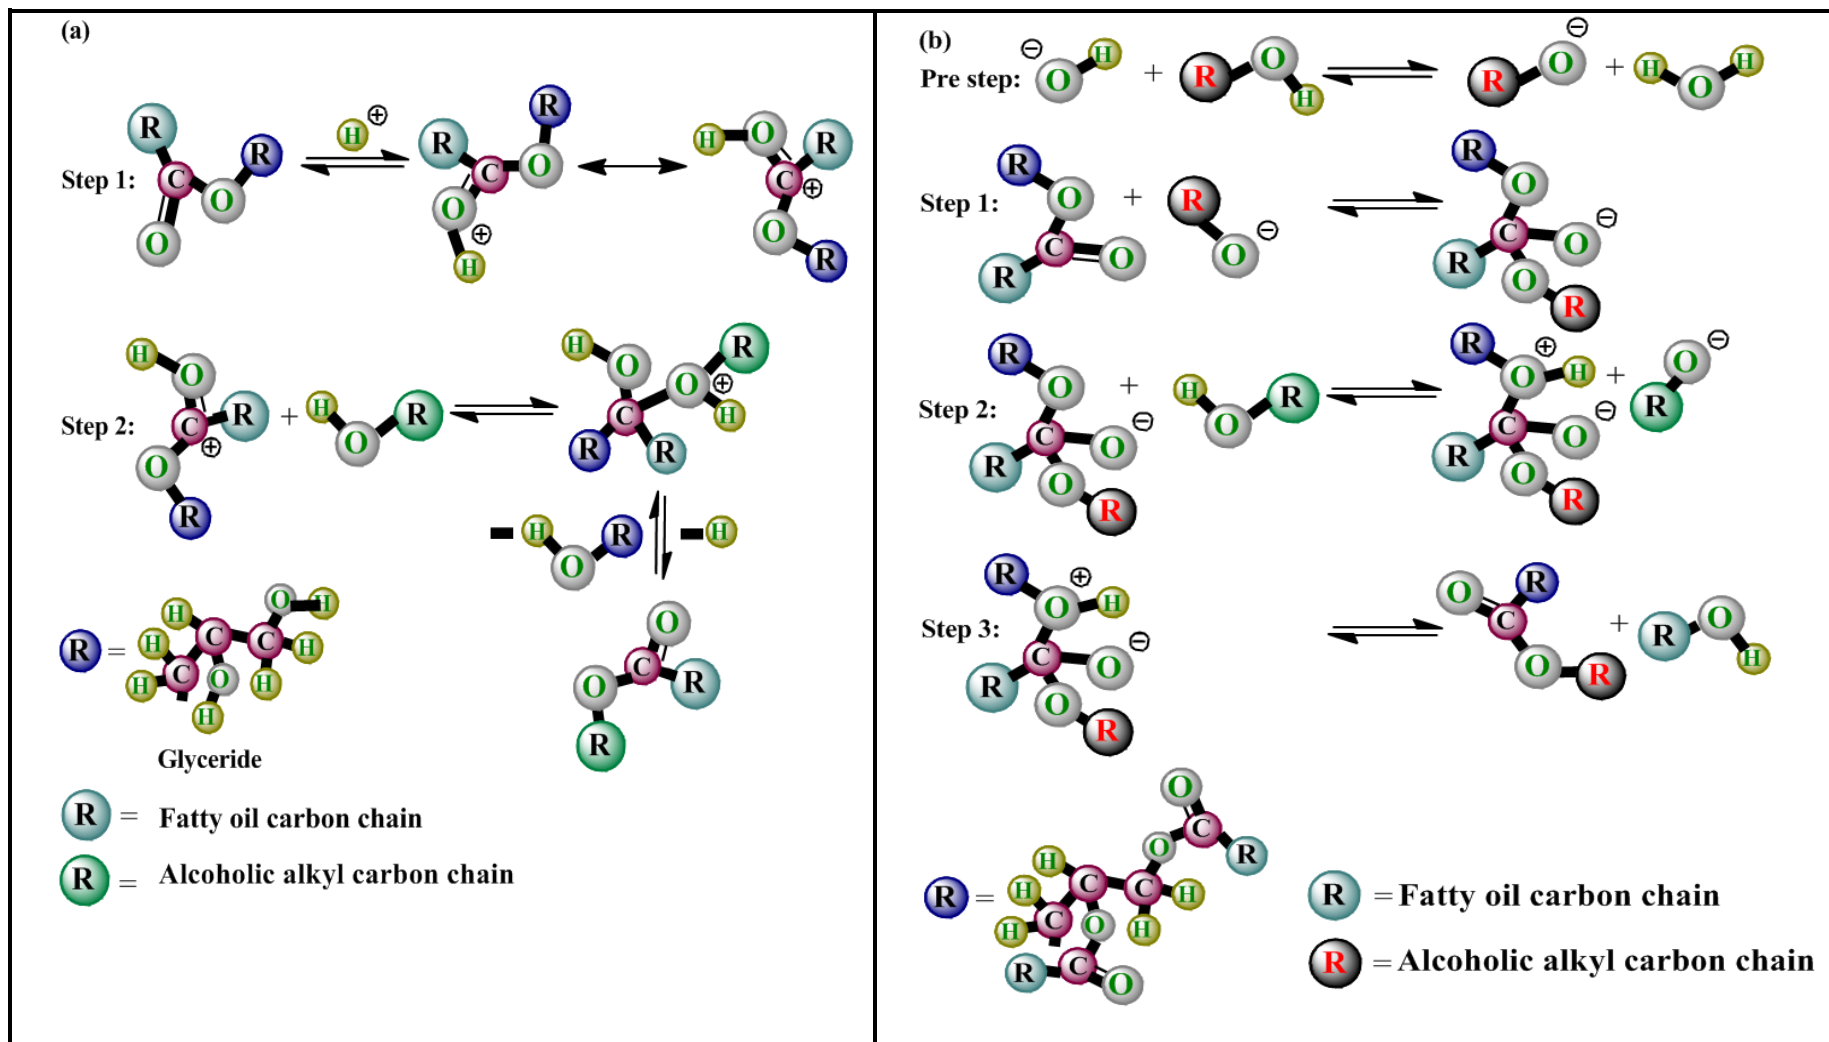 (a)
R
R
H
⊕
C
O
O
Step 1:
R
R
C
O
O
⊕
H
H
O
R
C
⊕
O
R
Step 2:
H
O
R
C
⊕
O
R
+
H
O
R
H
O
R
O
⊕
H
C
R
R
H
O
R
H
O
C
O
R
R
R =
H
H
H
C
C
C
O
H
H
H
O
H
Glyceride
R = Fatty oil carbon chain
R = Alcoholic alkyl carbon chain
(b)
Pre step: ⊖ O H + R O H R O ⊖ + H O H
Step 1:
R
O
C
R
O
+
R
O
⊖
R
O
C
O
⊖
R
O
R
Step 2:
R
O
C
O
⊖
R
O
R
+
H
O
R
R
O
⊕
H
C
O
⊖
R
O
R
+
O
⊖
R
Step 3:
R
O
⊕
H
C
O
⊖
R
O
R
O
R
C
O
R
+
R
O
H
R =
O
C
R
O
H
H
H
C
C
C
H
H
O
R
C
O
R = Fatty oil carbon chain
R = Alcoholic alkyl carbon chain